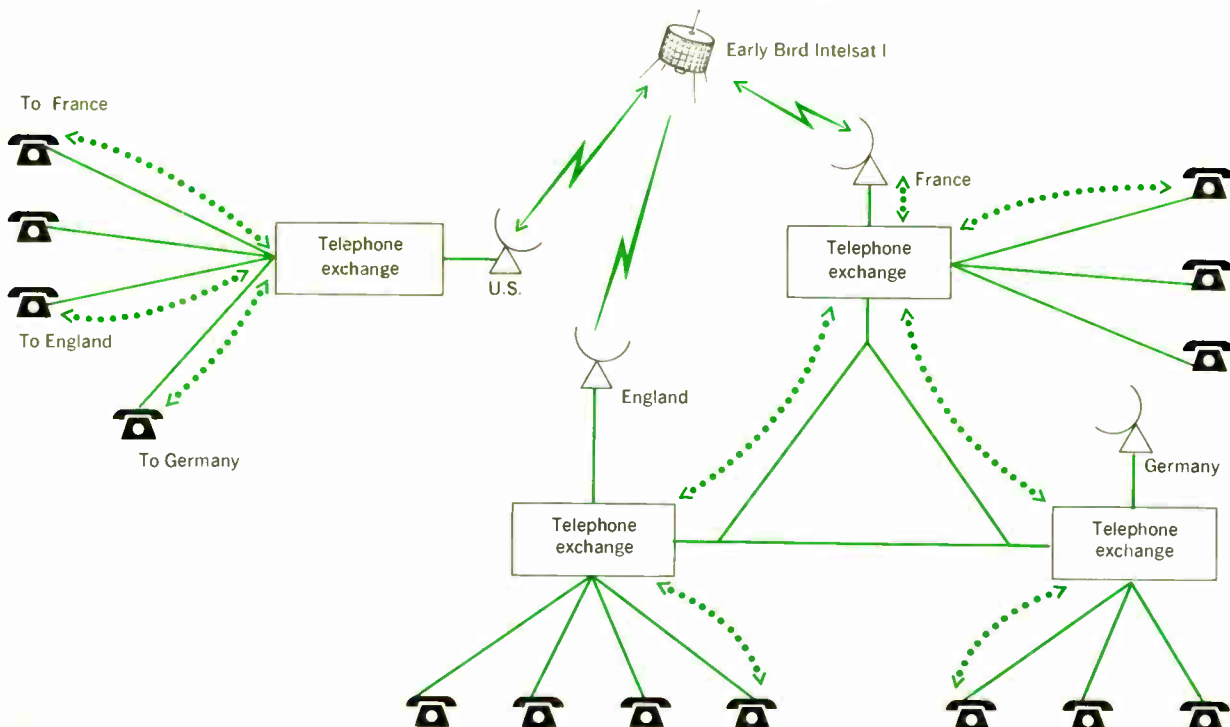 Early Bird Intelsat I
To France
France
Telephone
exchange
Telephone
exchange
U.S.
To England
England
To Germany
Germany
Telephone
exchange
Telephone
exchange